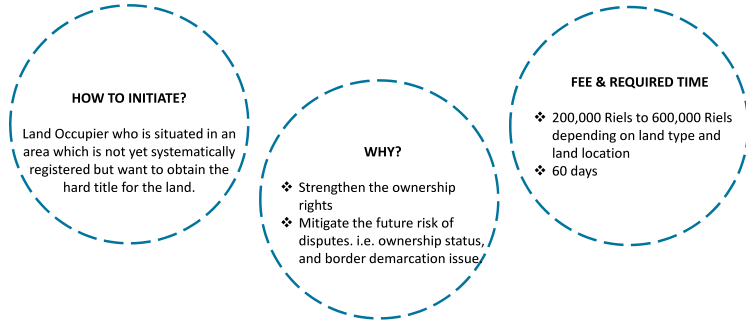 HOW TO INITIATE?
Land Occupier who is situated in an
area which is not yet systematically
registered but want to obtain the
hard title for the land.
WHY?
❖ Strengthen the ownership
rights
❖ Mitigate the future risk of
disputes. i.e. ownership status,
and border demarcation issue.
FEE & REQUIRED TIME
❖ 200,000 Riels to 600,000 Riels
depending on land type and
land location
❖ 60 days